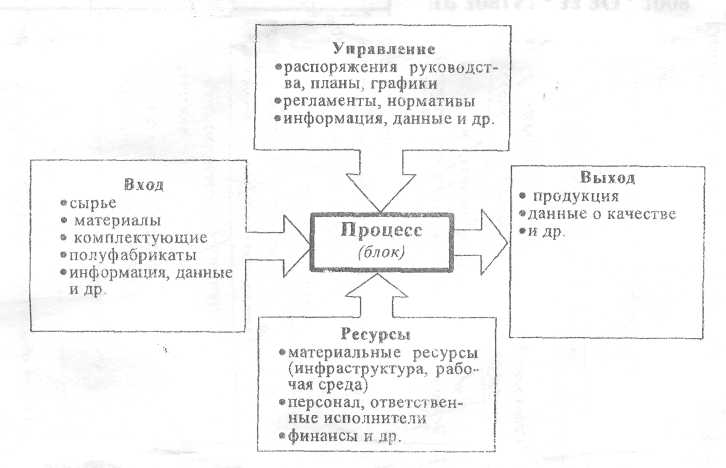 Управление
•распоряжения руководст-
ва, планы, графики
•регламенты, нормативы
•информация, данные и др.
Вход
•сырье
• материалы
• комплектующие
•полуфабрикаты
•информация, данные
и др.
Процесс
(блок)
Выход
• продукция
•данные о качестве
•и др.
Ресурсы
•материальные ресурсы
(инфраструктура, рабо-
чая среда)
•персонал, ответствен-
ные исполнители
•финансы и др.